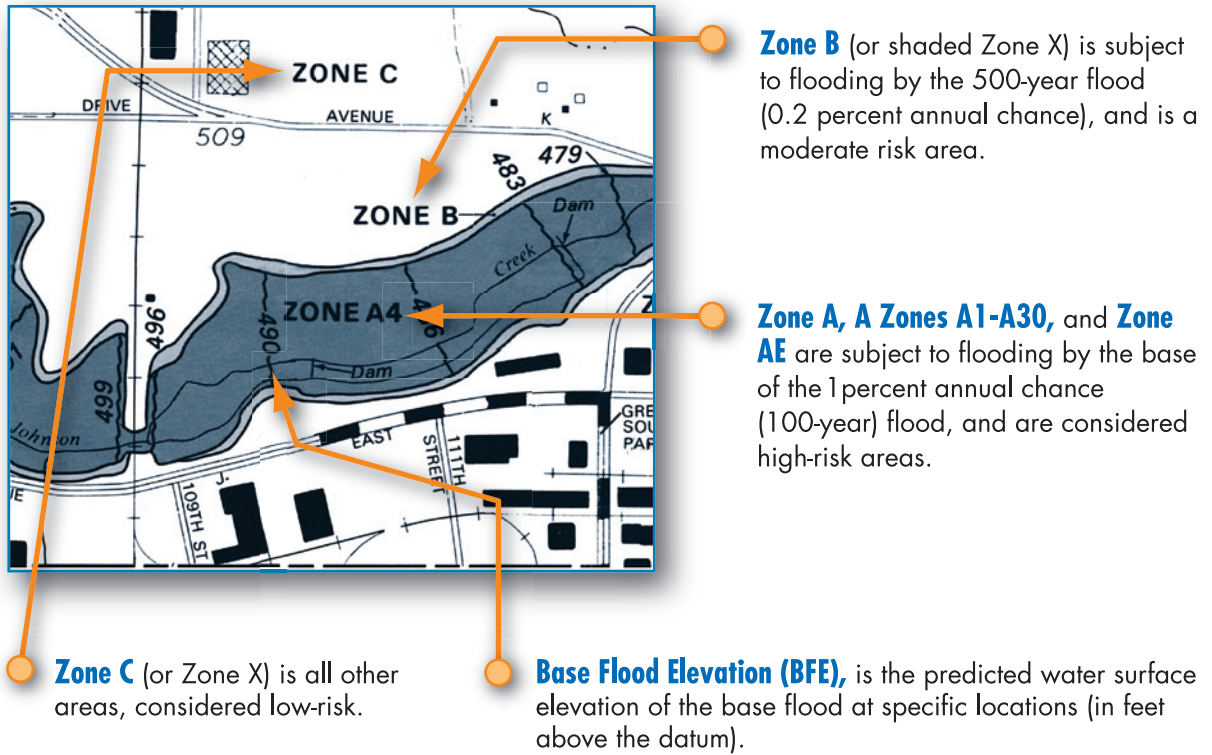 ZONE C
DRIVE
AVENUE
509
K
479
483
ZONE B
Dam
Creek
ZONE A4
496
490
Dam
499
Johnson
EAST
111TH
STREET
J.
109TH ST
GRE
SOU
PAR
Zone B (or shaded Zone X) is subject
to flooding by the 500-year flood
(0.2 percent annual chance), and is a
moderate risk area.
Zone A, A Zones A1-A30, and Zone
AE are subject to flooding by the base
of the 1percent annual chance
(100-year) flood, and are considered
high-risk areas.
Zone C (or Zone X) is all other
areas, considered low-risk.
Base Flood Elevation (BFE), is the predicted water surface
elevation of the base flood at specific locations (in feet
above the datum).